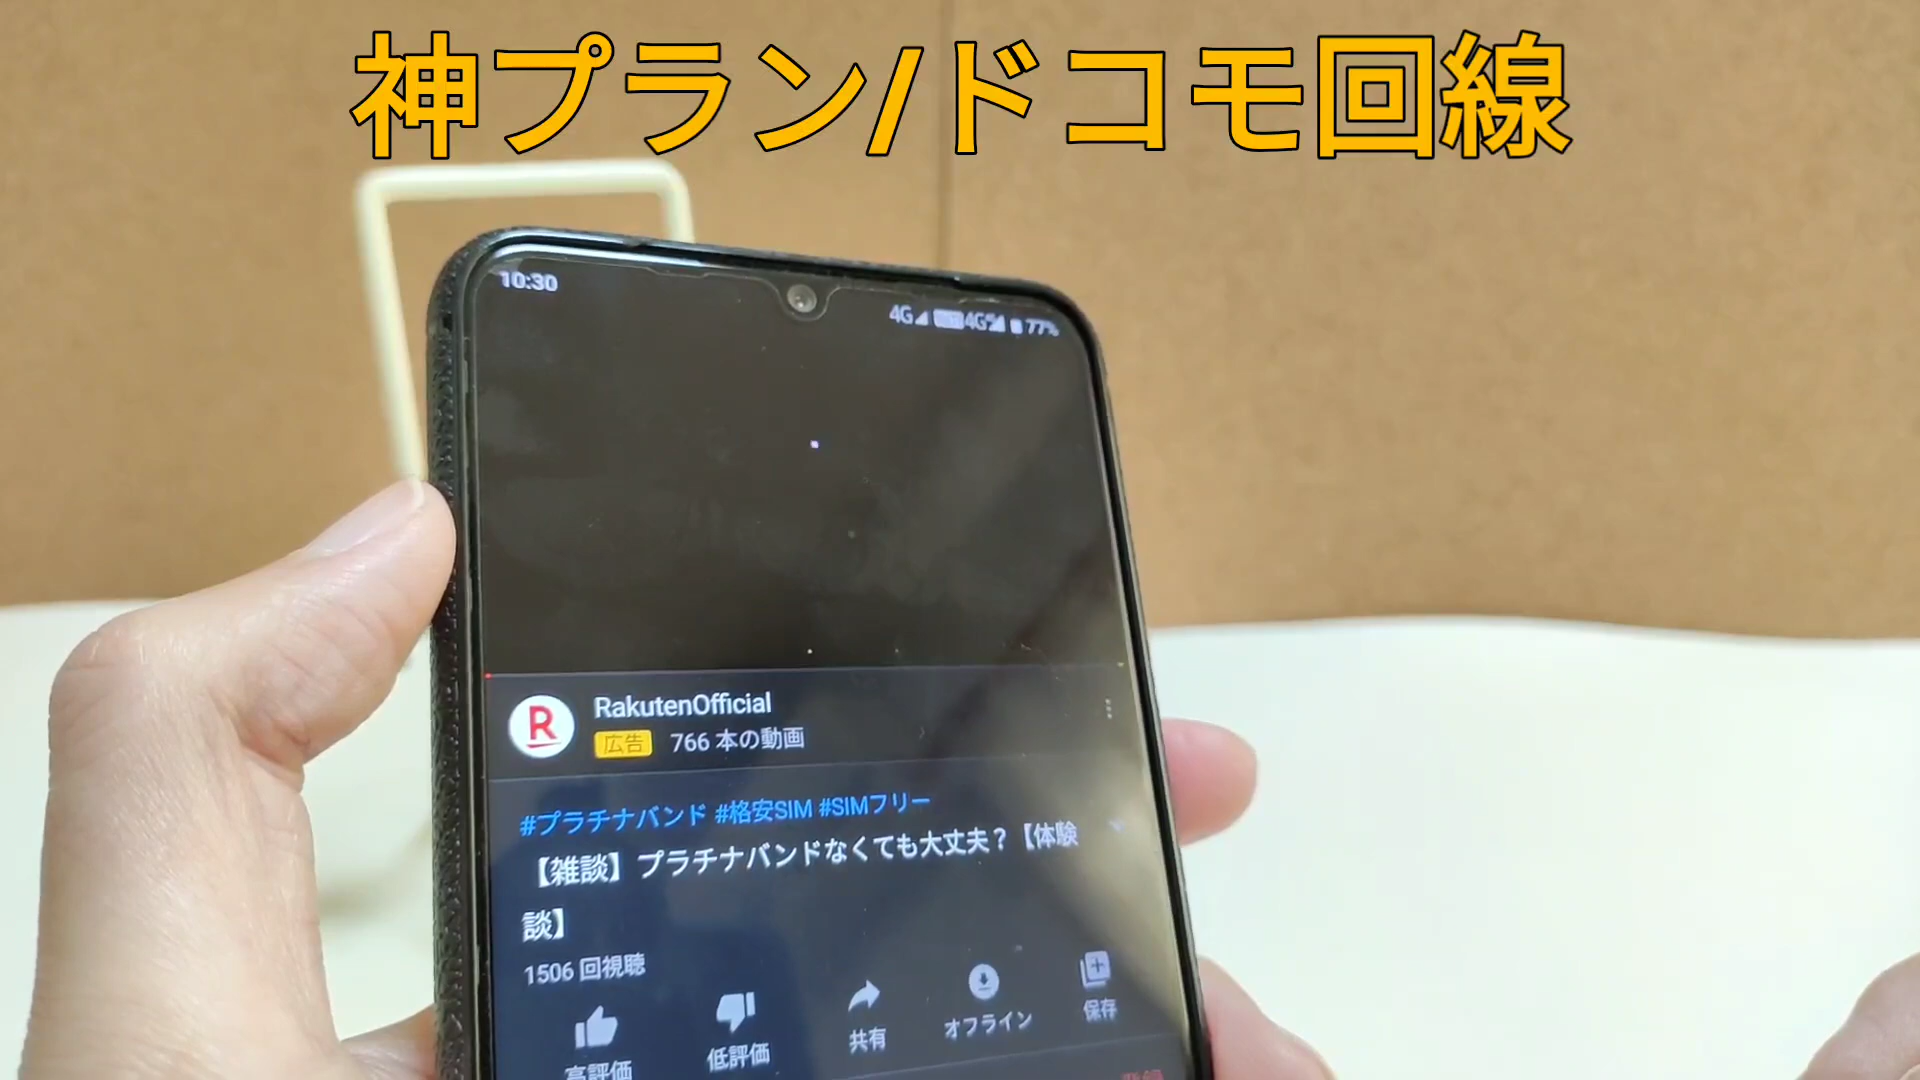 神プラン/ドコモ回線
10:30
4G 4G 77%
R
RakutenOfficial
広告 766 本の動画
#プラチナバンド #格安SIM #SIMフリー
【雑談】プラチナバンドなくても大丈夫？【体験
談】
1506 回視聴
高評価 低評価 共有 オフライン 保存